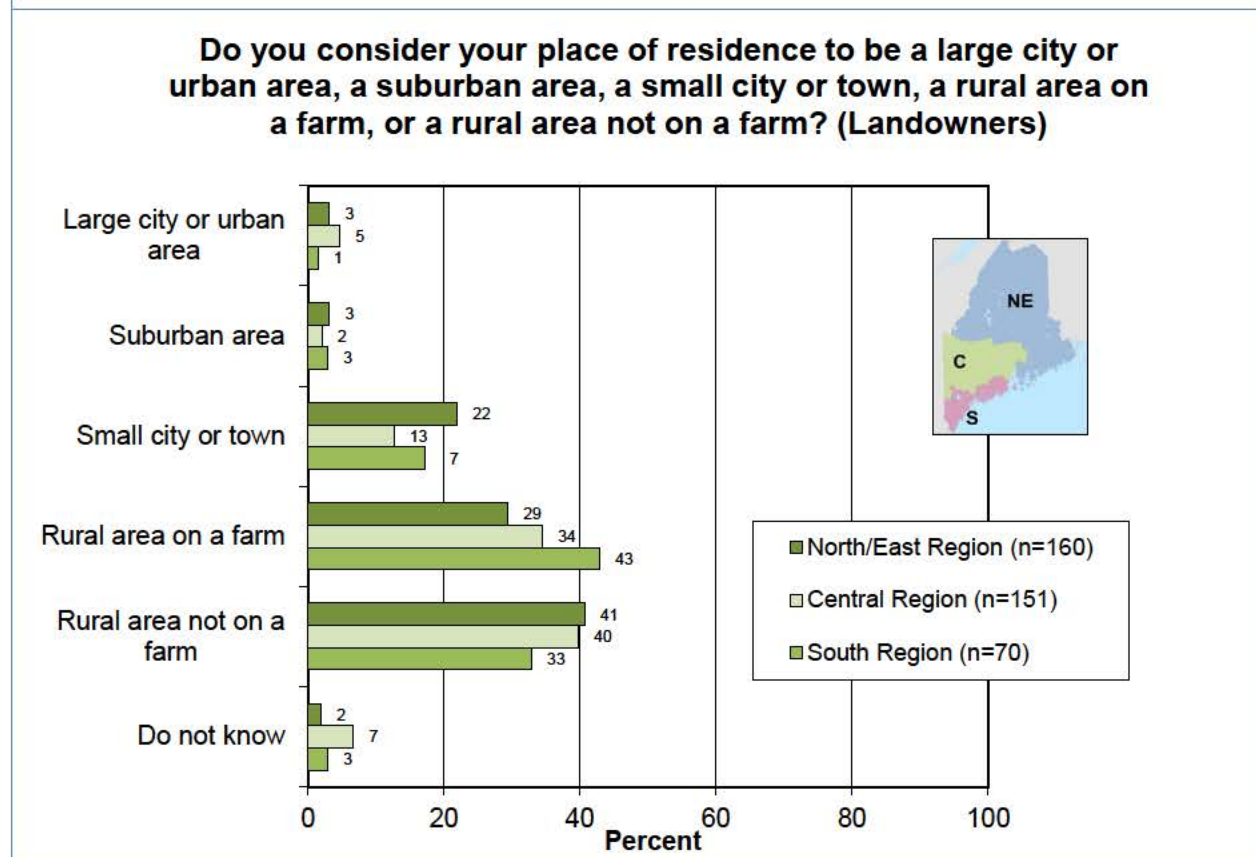 Do you consider your place of residence to be a large city or
urban area, a suburban area, a small city or town, a rural area on
a farm, or a rural area not on a farm? (Landowners)
Large city or urban
area
3
5
1
Suburban area
3
2
3
Small city or town
22
13
7
Rural area on a farm
29
34
43
Rural area not on a
farm
41
40
33
Do not know
2
7
3
NE
C
S
North/East Region (n=160)
Central Region (n=151)
South Region (n=70)
0 20 40 60 80 100
Percent